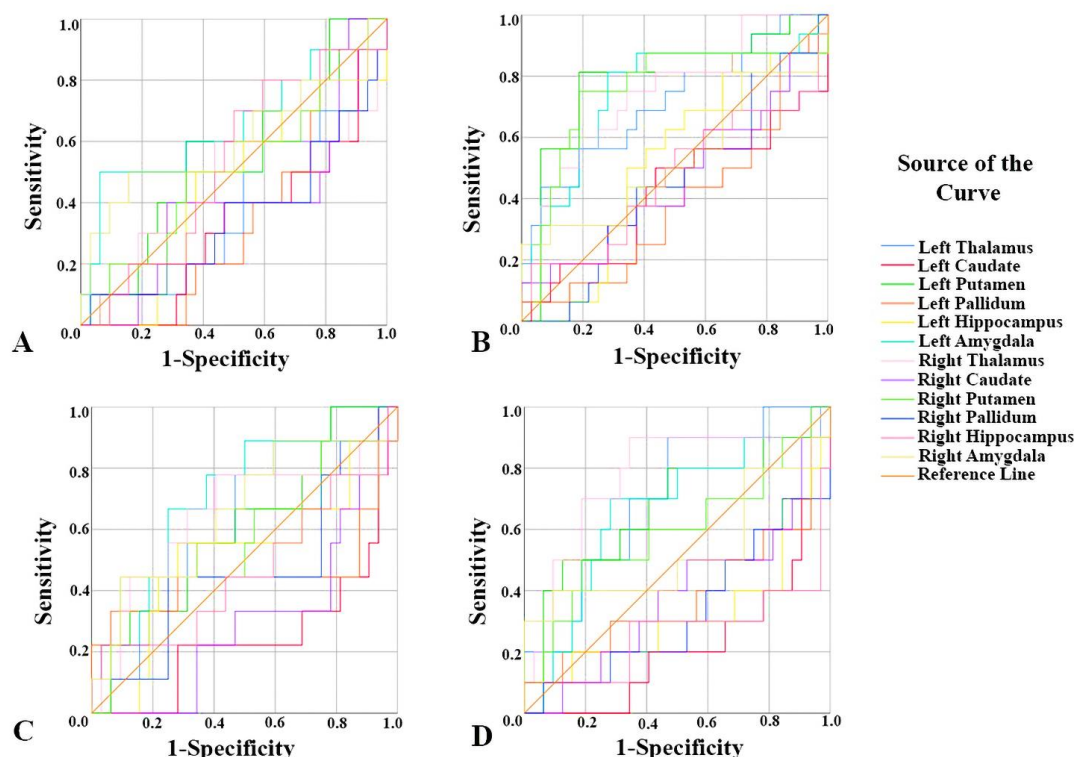 1.0
0.8
0.6
0.4
0.2
0.0
0.2
0.4
0.6
0.8
1.0
Sensitivity
1-Specificity
A
1.0
0.8
0.6
0.4
0.2
0.0
0.2
0.4
0.6
0.8
1.0
Sensitivity
1-Specificity
B
1.0
0.8
0.6
0.4
0.2
0.0
0.2
0.4
0.6
0.8
1.0
Sensitivity
1-Specificity
C
1.0
0.8
0.6
0.4
0.2
0.0
0.2
0.4
0.6
0.8
1.0
Sensitivity
1-Specificity
D
Source of the
Curve
Left Thalamus
Left Caudate
Left Putamen
Left Pallidum
Left Hippocampus
Left Amygdala
Right Thalamus
Right Caudate
Right Putamen
Right Pallidum
Right Hippocampus
Right Amygdala
Reference Line